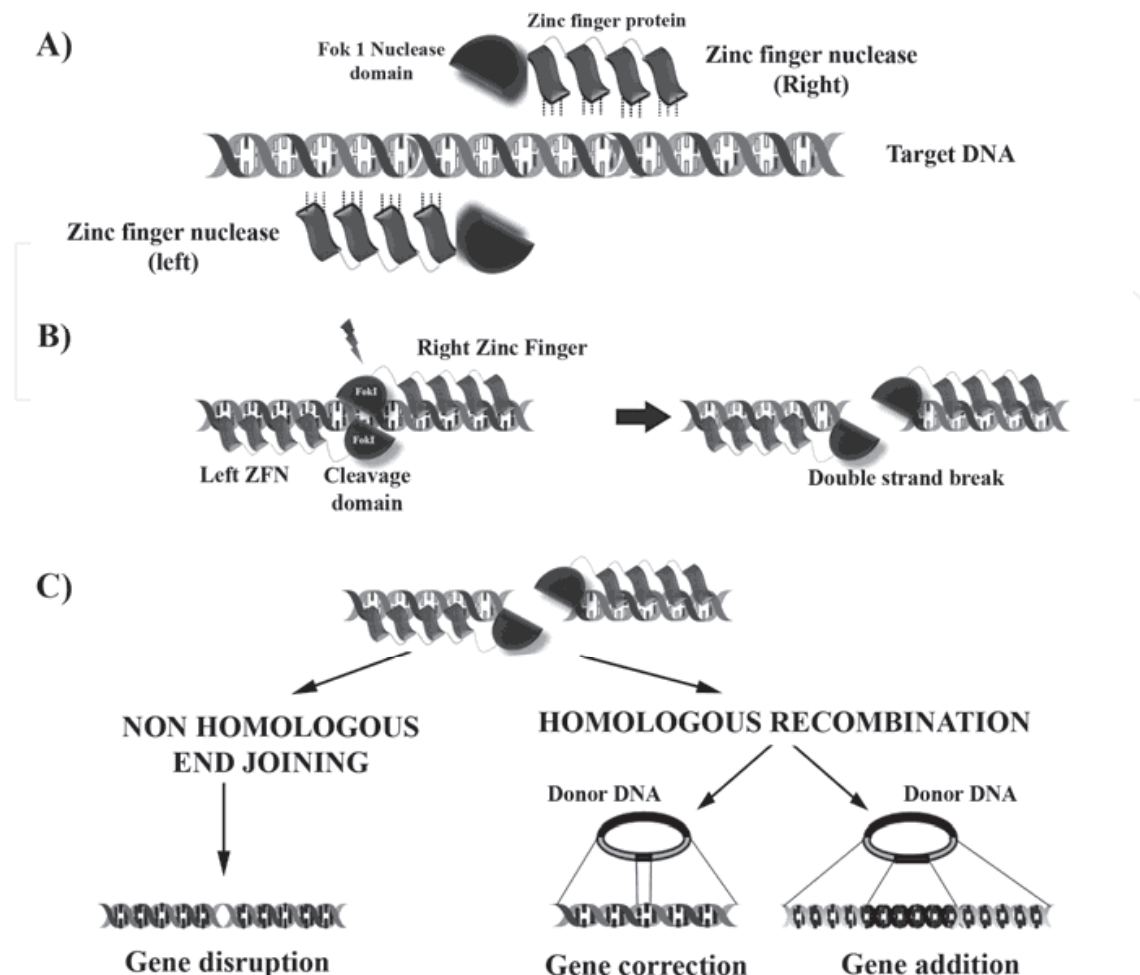 A)
Zinc finger protein
Fok 1 Nuclease
domain
Zinc finger nuclease
(Right)
Target DNA
Zinc finger nuclease
(left)
B)
Right Zinc Finger
FokI
FokI
Left ZFN
Cleavage
domain
Double strand break
C)
NON HOMOLOGOUS
END JOINING
HOMOLOGOUS RECOMBINATION
Donor DNA
Donor DNA
Gene disruption
Gene correction
Gene addition